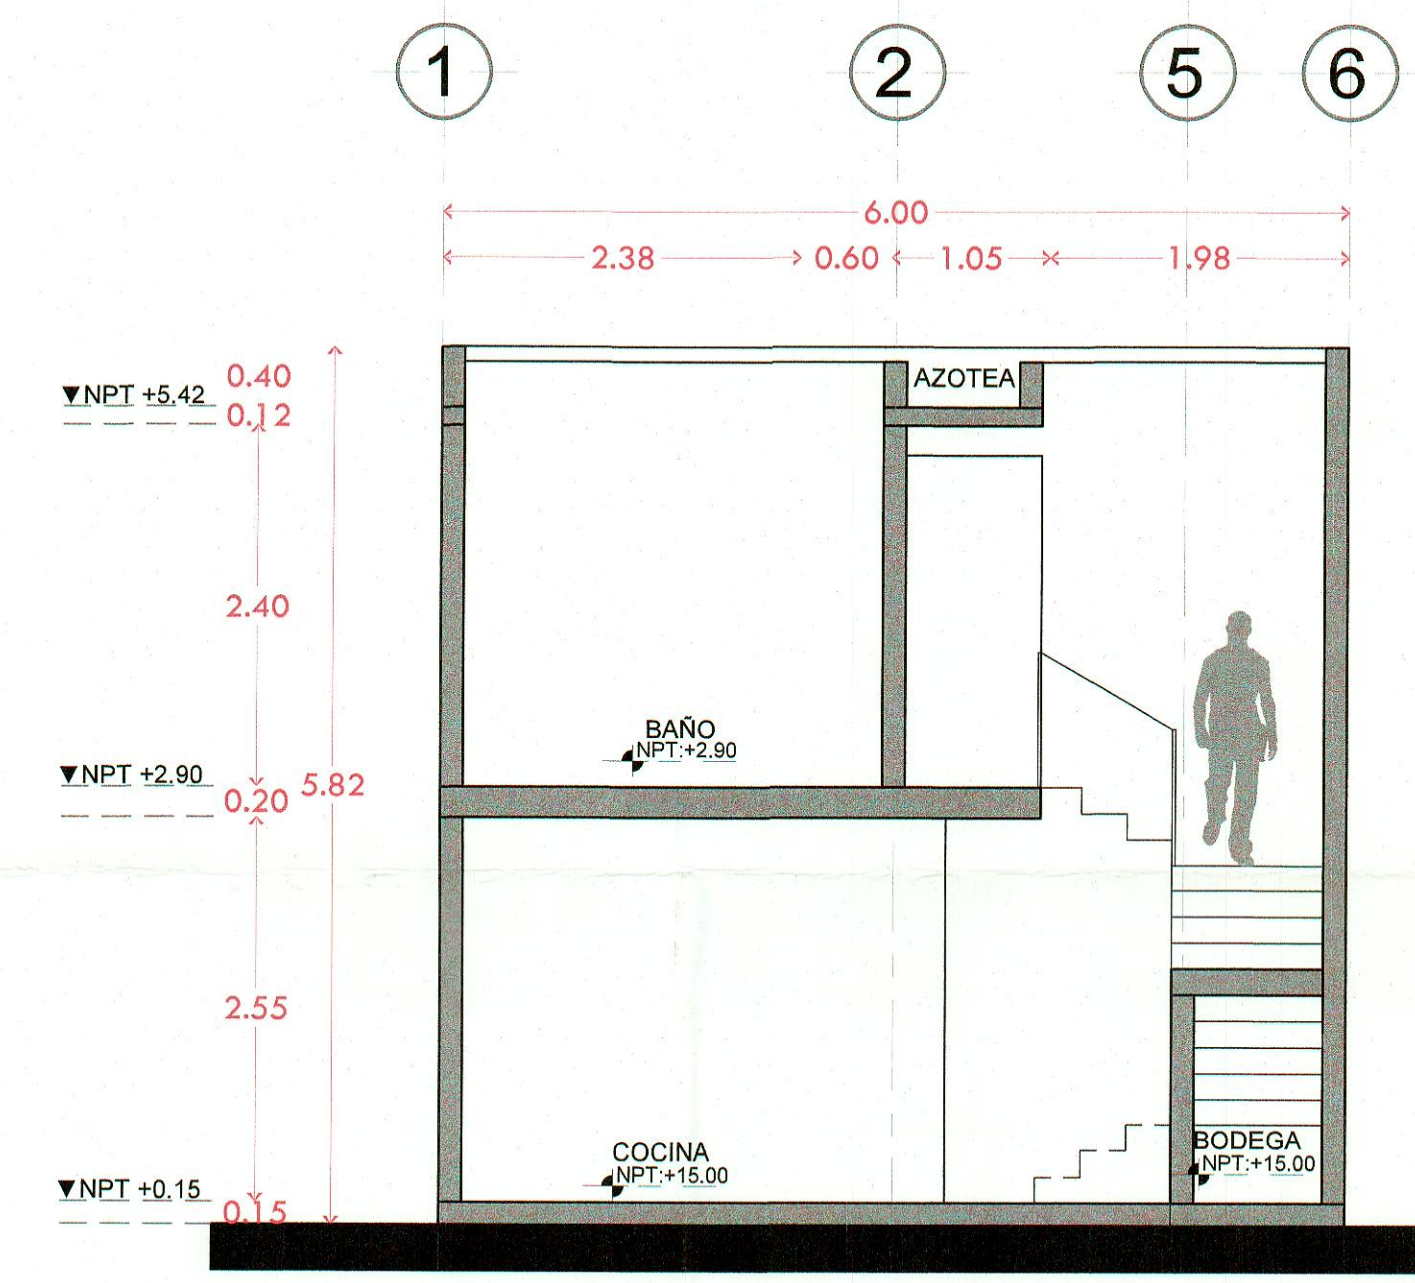 1 2 5 6
6.00
2.38 0.60 1.05 1.98
0.40
▼NPT +5.42
0.12
AZOTEA
2.40
BAÑO
NPT:+2.90
▼NPT +2.90
0.20 5.82
2.55
COCINA
NPT:+15.00
BODEGA
NPT:+15.00
▼NPT +0.15
0.15